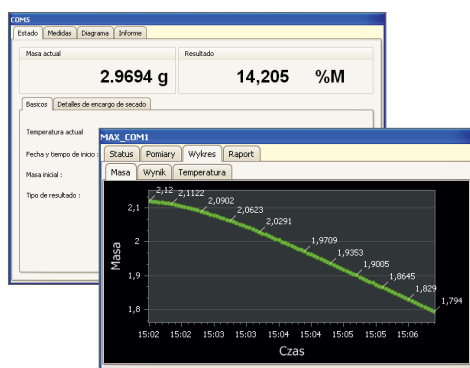 COM5
Estado Medidas Diagrama Informe
Masa actual Resultado
2.9694 g 14,205 %M
Basicos Detalles de encargo de secado
Temperatura actual
Fecha y tiempo de inicio :
Masa inicial :
Tipo de resultado :
MAX_COM1
Status Pomiary Wykres Raport
Masa Wynik Temperatura
2,12
2,1122
2,0902
2,0623
2,0291
1,9709
1,9353
1,9005
1,8645
1,829
1,794
2,1
2
1,9
1,8
Masa
15:02 15:02 15:03 15:03 15:04 15:04 15:05 15:05 15:06
Czas